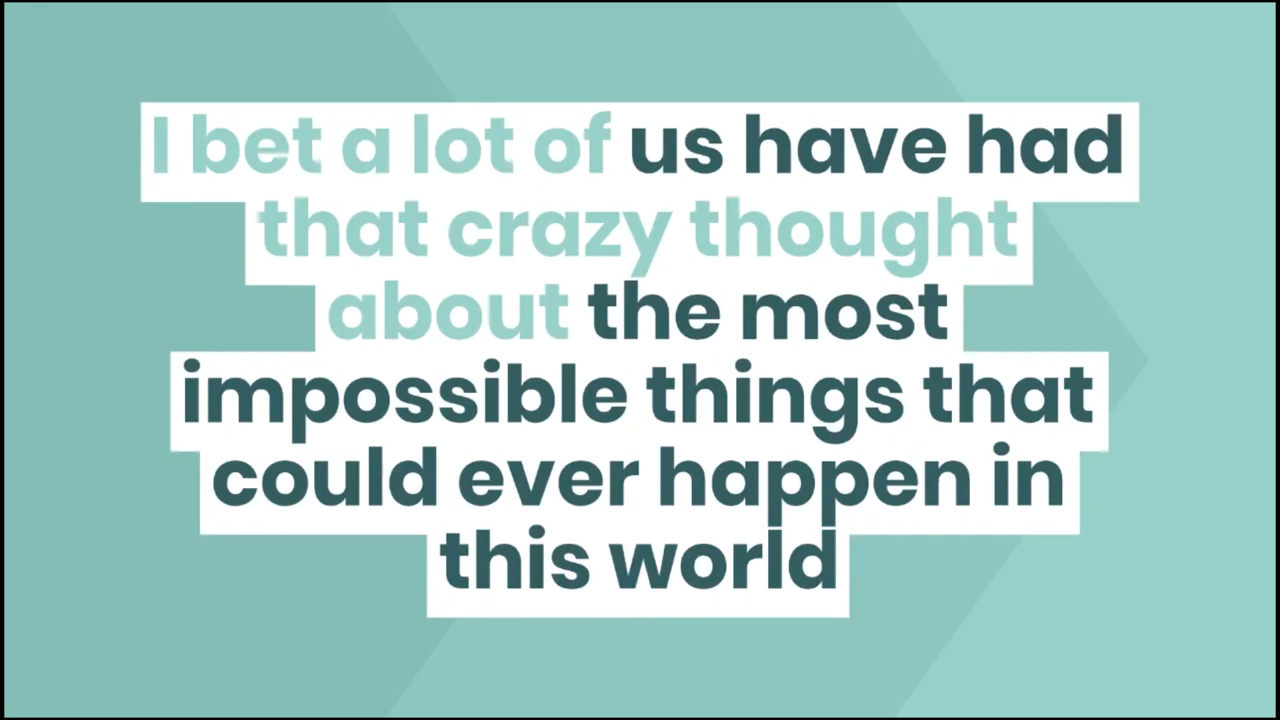 I bet a lot of us have had
that crazy thought
about the most
impossible things that
could ever happen in
this world